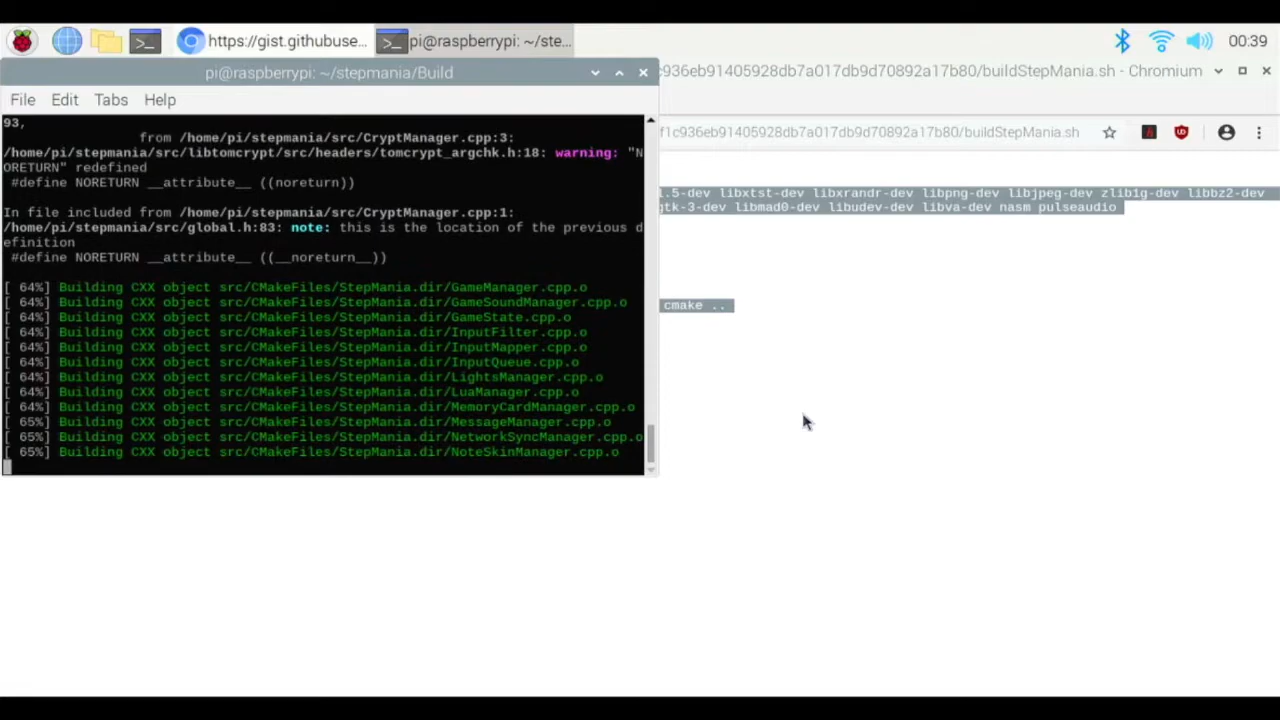 https://gist.githubuse...
pi@raspberrypi: ~/ste...
00:39
pi@raspberrypi: ~/stepmania/Build
c936eb91405928db7a017db9d70892a17b80/buildStepMania.sh - Chromium
File Edit Tabs Help
f1c936eb91405928db7a017db9d70892a17b80/buildStepMania.sh
93,
from /home/pi/stepmania/src/CryptManager.cpp:3:
/home/pi/stepmania/src/libtomcrypt/src/headers/tomcrypt_argchk.h:18: warning: "N
ORETURN" redefined
#define NORETURN __attribute__ ((noreturn))
In file included from /home/pi/stepmania/src/CryptManager.cpp:1:
/home/pi/stepmania/src/global.h:83: note: this is the location of the previous d
efinition
#define NORETURN __attribute__ ((__noreturn__))
[ 64%] Building CXX object src/CMakeFiles/StepMania.dir/GameManager.cpp.o
[ 64%] Building CXX object src/CMakeFiles/StepMania.dir/GameSoundManager.cpp.o
[ 64%] Building CXX object src/CMakeFiles/StepMania.dir/GameState.cpp.o
[ 64%] Building CXX object src/CMakeFiles/StepMania.dir/InputFilter.cpp.o
[ 64%] Building CXX object src/CMakeFiles/StepMania.dir/InputMapper.cpp.o
[ 64%] Building CXX object src/CMakeFiles/StepMania.dir/InputQueue.cpp.o
[ 64%] Building CXX object src/CMakeFiles/StepMania.dir/LightsManager.cpp.o
[ 64%] Building CXX object src/CMakeFiles/StepMania.dir/LuaManager.cpp.o
[ 64%] Building CXX object src/CMakeFiles/StepMania.dir/MemoryCardManager.cpp.o
[ 65%] Building CXX object src/CMakeFiles/StepMania.dir/MessageManager.cpp.o
[ 65%] Building CXX object src/CMakeFiles/StepMania.dir/NetworkSyncManager.cpp.o
[ 65%] Building CXX object src/CMakeFiles/StepMania.dir/NoteSkinManager.cpp.o
1.5-dev libxtst-dev libxrandr-dev libpng-dev libjpeg-dev zlib1g-dev libbz2-dev
gtk-3-dev libmad0-dev libudev-dev libva-dev nasm pulseaudio
cmake ..